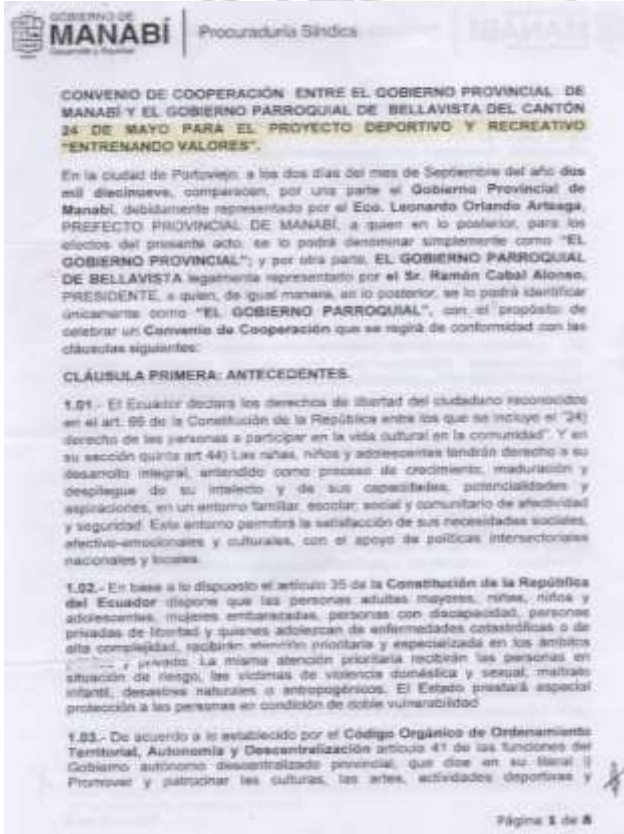 GOBIERNO DE
MANABÍ
Procuraduría Síndica
CONVENIO DE COOPERACIÓN ENTRE EL GOBIERNO PROVINCIAL DE
MANABÍ Y EL GOBIERNO PARROQUIAL DE BELLAVISTA DEL CANTÓN
24 DE MAYO PARA EL PROYECTO DEPORTIVO Y RECREATIVO
"ENTRENANDO VALORES".
En la ciudad de Portoviejo, a los dos días del mes de Septiembre del año dos
mil diecinueve, comparecen, por una parte el Gobierno Provincial de
Manabí, debidamente representado por el Eco. Leonardo Orlando Arteaga,
PREFECTO PROVINCIAL DE MANABÍ, a quien en lo posterior, para los
efectos del presente acto, se lo podrá denominar simplemente como "EL
GOBIERNO PROVINCIAL"; y por otra parte, EL GOBIERNO PARROQUIAL
DE BELLAVISTA legalmente representado por el Sr. Ramón Cabal Alonso,
PRESIDENTE, a quien, de igual manera, en lo posterior, se lo podrá identificar
únicamente como "EL GOBIERNO PARROQUIAL", con el propósito de
celebrar un Convenio de Cooperación que se regirá de conformidad con las
cláusulas siguientes:
CLÁUSULA PRIMERA: ANTECEDENTES.
1.01.- El Ecuador declara los derechos de libertad del ciudadano reconocidos
en el art. 66 de la Constitución de la República entre los que se incluye el "24)
derecho de las personas a participar en la vida cultural en la comunidad". Y en
su sección quinta art 44) Las niñas, niños y adolescentes tendrán derecho a su
desarrollo integral, entendido como proceso de crecimiento, maduración y
despliegue de su intelecto y de sus capacidades, potencialidades y
aspiraciones, en un entorno familiar, escolar, social y comunitario de afectividad
y seguridad. Este entorno permitirá la satisfacción de sus necesidades sociales,
afectivo-emocionales y culturales, con el apoyo de políticas intersectoriales
nacionales y locales.
1.02.- En base a lo dispuesto el artículo 35 de la Constitución de la República
del Ecuador dispone que las personas adultas mayores, niñas, niños y
adolescentes, mujeres embarazadas, personas con discapacidad, personas
privadas de libertad y quienes adolezcan de enfermedades catastróficas o de
alta complejidad, recibirán atención prioritaria y especializada en los ámbitos
y privado. La misma atención prioritaria recibirán las personas en
situación de riesgo, las víctimas de violencia doméstica y sexual, maltrato
infantil, desastres naturales o antropogénicos. El Estado prestará especial
protección a las personas en condición de doble vulnerabilidad
1.03.- De acuerdo a lo establecido por el Código Orgánico de Ordenamiento
Territorial, Autonomía y Descentralización artículo 41 de las funciones del
Gobierno autónomo descentralizado provincial, que dice en su literal i)
Promover y patrocinar las culturas, las artes, actividades deportivas y
Página 1 de 8